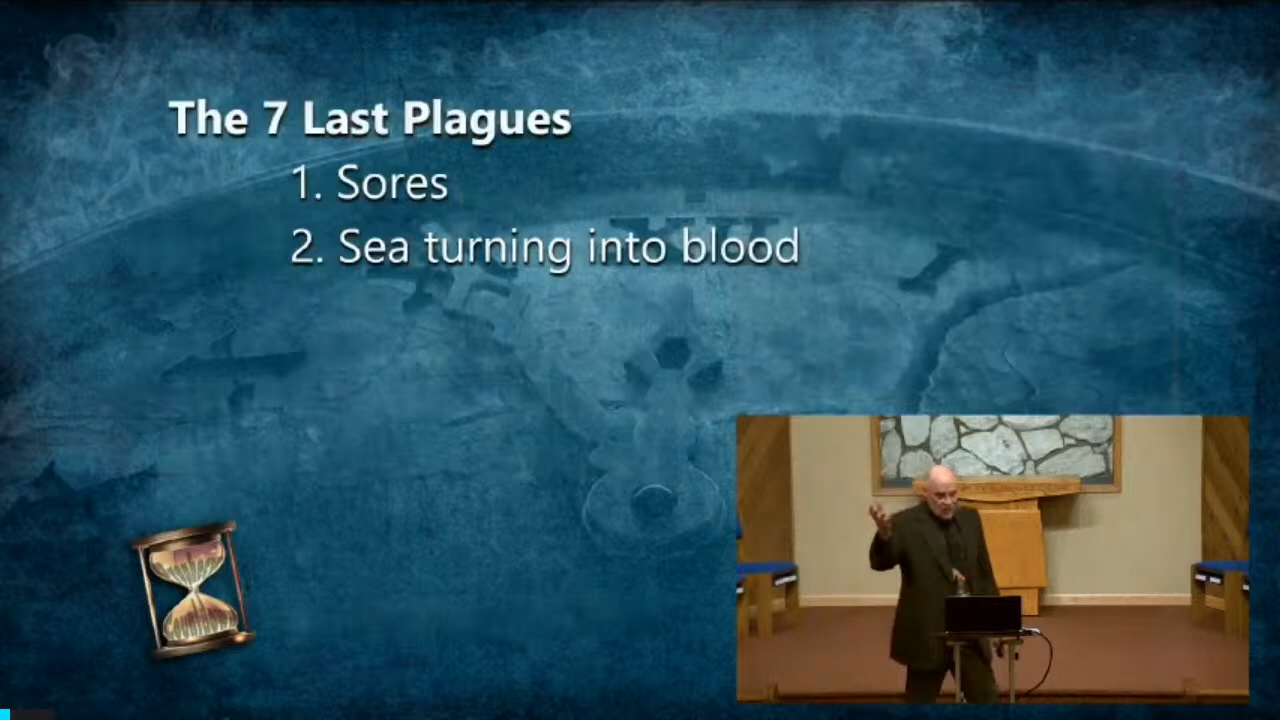 The 7 Last Plagues
1. Sores
2. Sea turning into blood